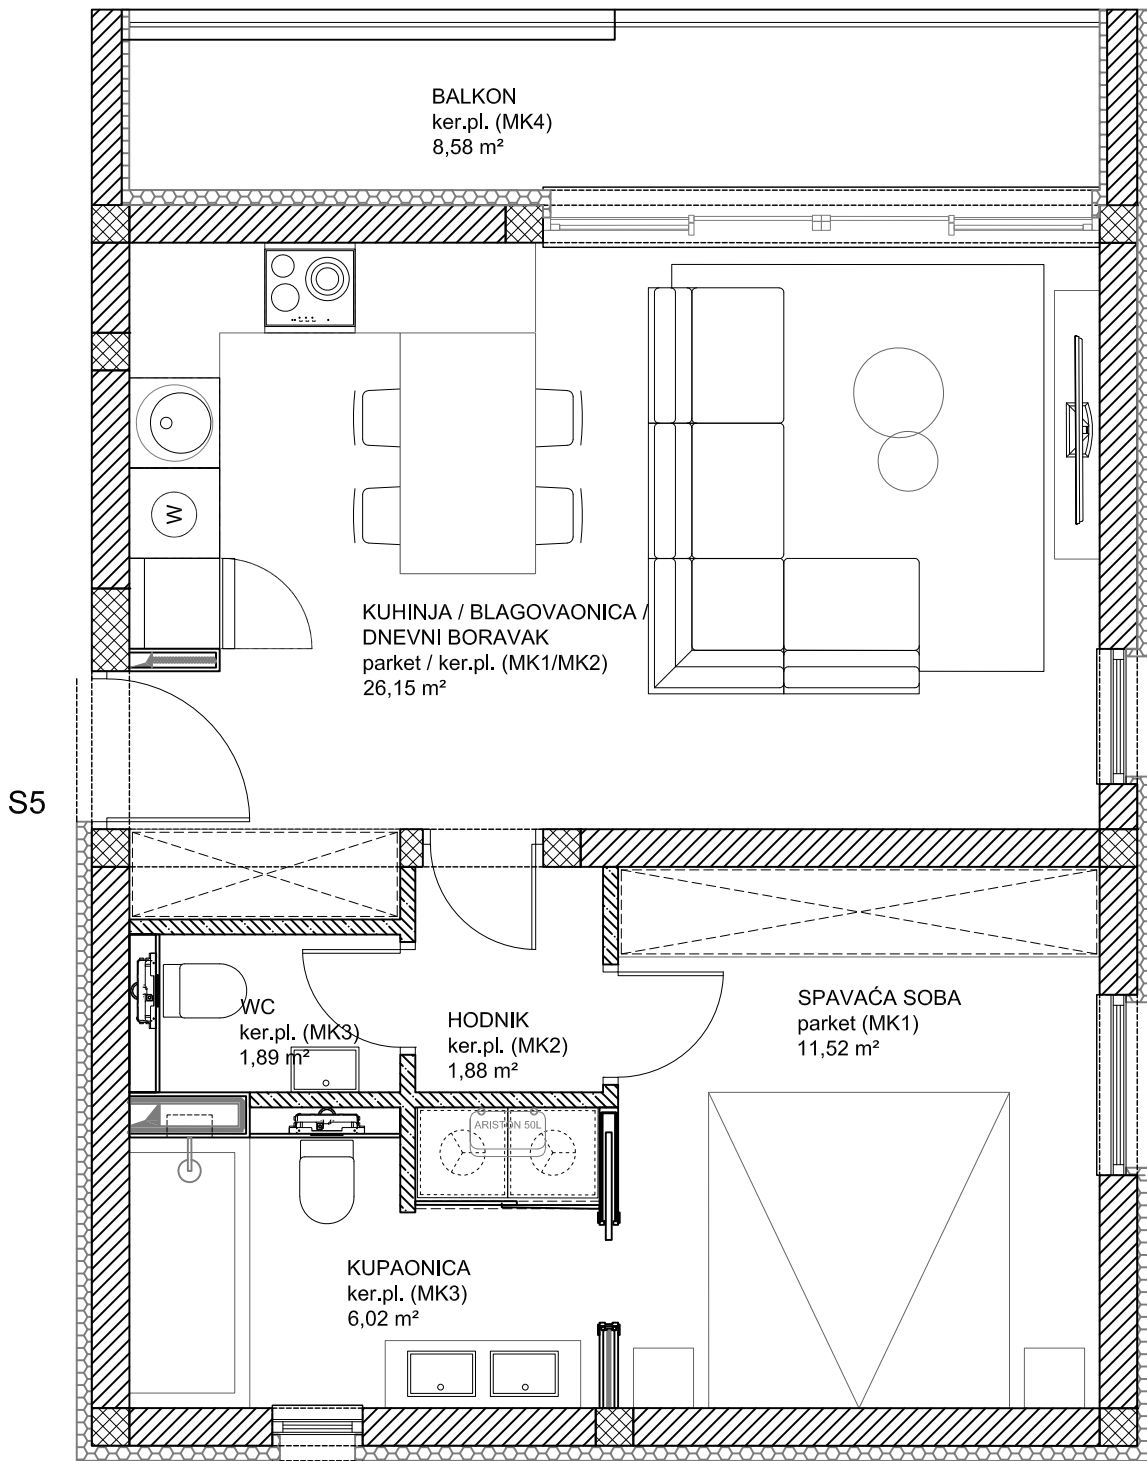 BALKON
ker.pl. (MK4)
8,58 m²
W
KUHINJA / BLAGOVAONICA /
DNEVNI BORAVAK
parket / ker.pl. (MK1/MK2)
26,15 m²
S5
WC
ker.pl. (MK3)
1,89 m²
HODNIK
ker.pl. (MK2)
1,88 m²
SPAVAĆA SOBA
parket (MK1)
11,52 m²
ARISTON 50L
KUPAONICA
ker.pl. (MK3)
6,02 m²